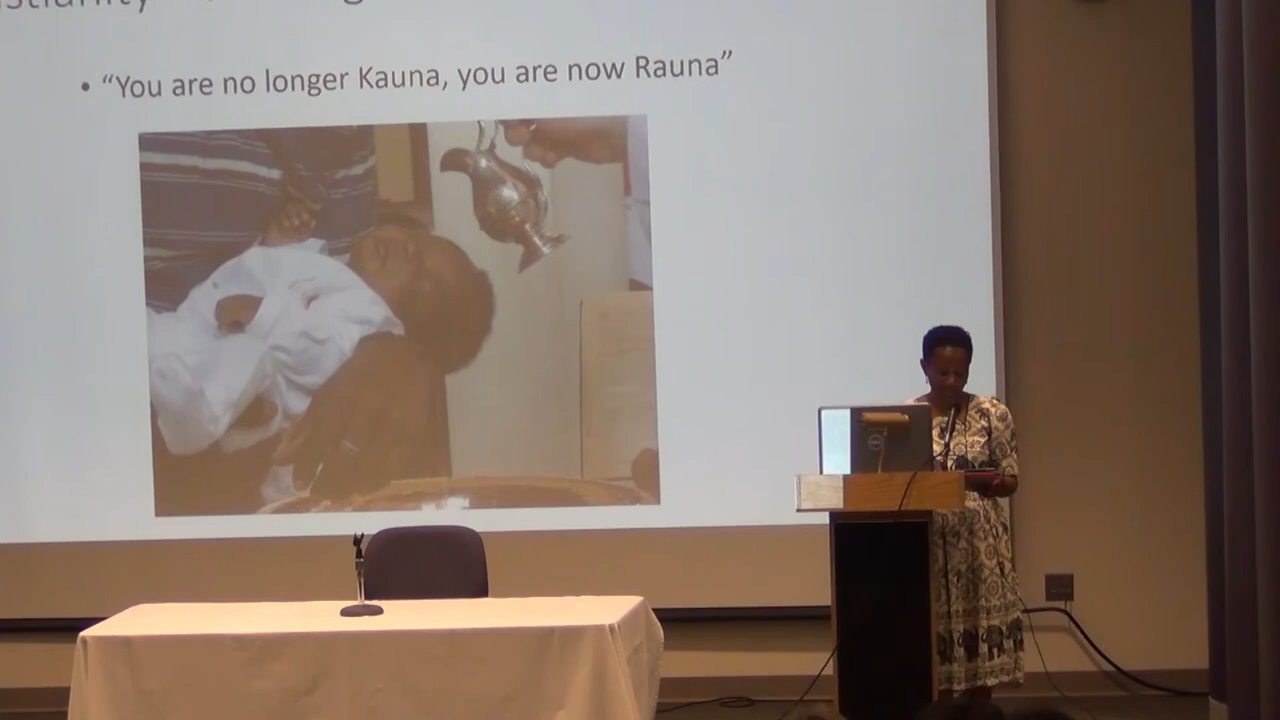 • “You are no longer Kauna, you are now Rauna”